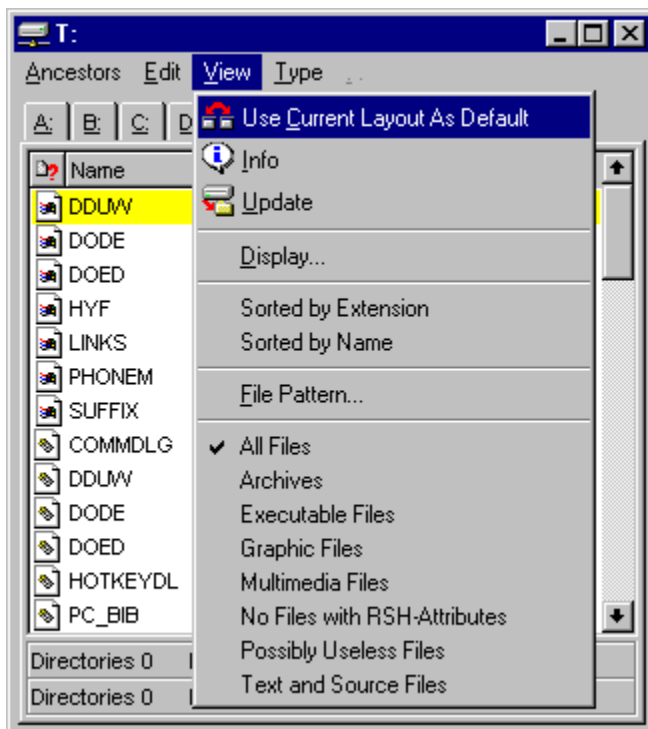 T:
Ancestors Edit View Type ..
A: B: C: D
Use Current Layout As Default
Info
Update
Display...
Sorted by Extension
Sorted by Name
File Pattern...
All Files
Archives
Executable Files
Graphic Files
Multimedia Files
No Files with RSH-Attributes
Possibly Useless Files
Text and Source Files
Name
DDUW
DODE
DOED
HYF
LINKS
PHONEM
SUFFIX
COMMDLG
DDUW
DODE
DOED
HOTKEYDL
PC_BIB
Directories 0
Directories 0